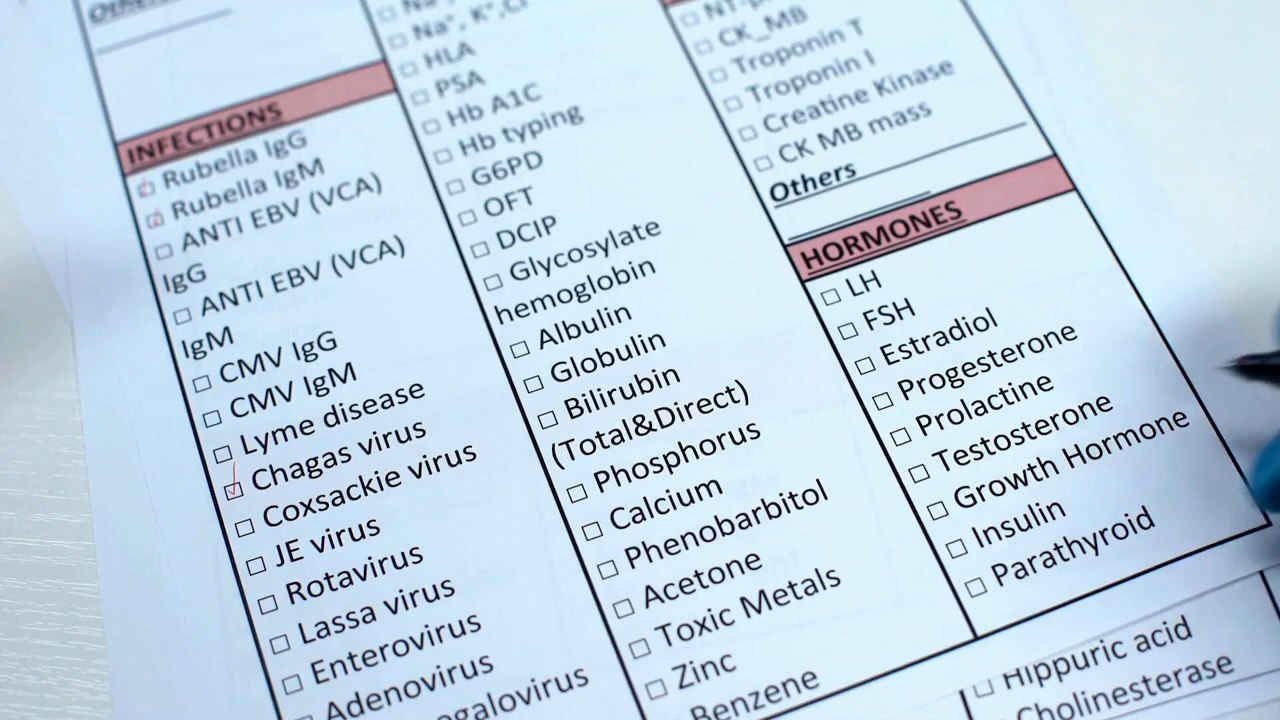 Others
INFECTIONS
☑ Rubella IgG
☑ Rubella IgM
☐ ANTI EBV (VCA)
IgG
☐ ANTI EBV (VCA)
IgM
☐ CMV IgG
☐ CMV IgM
☐ Lyme disease
☑ Chagas virus
☐ Coxsackie virus
☐ JE virus
☐ Rotavirus
☐ Lassa virus
☐ Enterovirus
☐ Adenovirus
☐ Na⁺, K⁺,Cl⁻
☐ HLA
☐ PSA
☐ Hb A1C
☐ Hb typing
☐ G6PD
☐ OFT
☐ DCIP
☐ Glycosylate
hemoglobin
☐ Albulin
☐ Globulin
☐ Bilirubin
(Total&Direct)
☐ Phosphorus
☐ Calcium
☐ Phenobarbitol
☐ Acetone
☐ Toxic Metals
☐ Zinc
☐ Benzene
☐ CK_MB
☐ Troponin T
☐ Troponin I
☐ Creatine Kinase
☐ CK MB mass
Others
HORMONES
☐ LH
☐ FSH
☐ Estradiol
☐ Progesterone
☐ Prolactine
☐ Testosterone
☐ Growth Hormone
☐ Insulin
☐ Parathyroid
☐ Hippuric acid
Cholinesterase